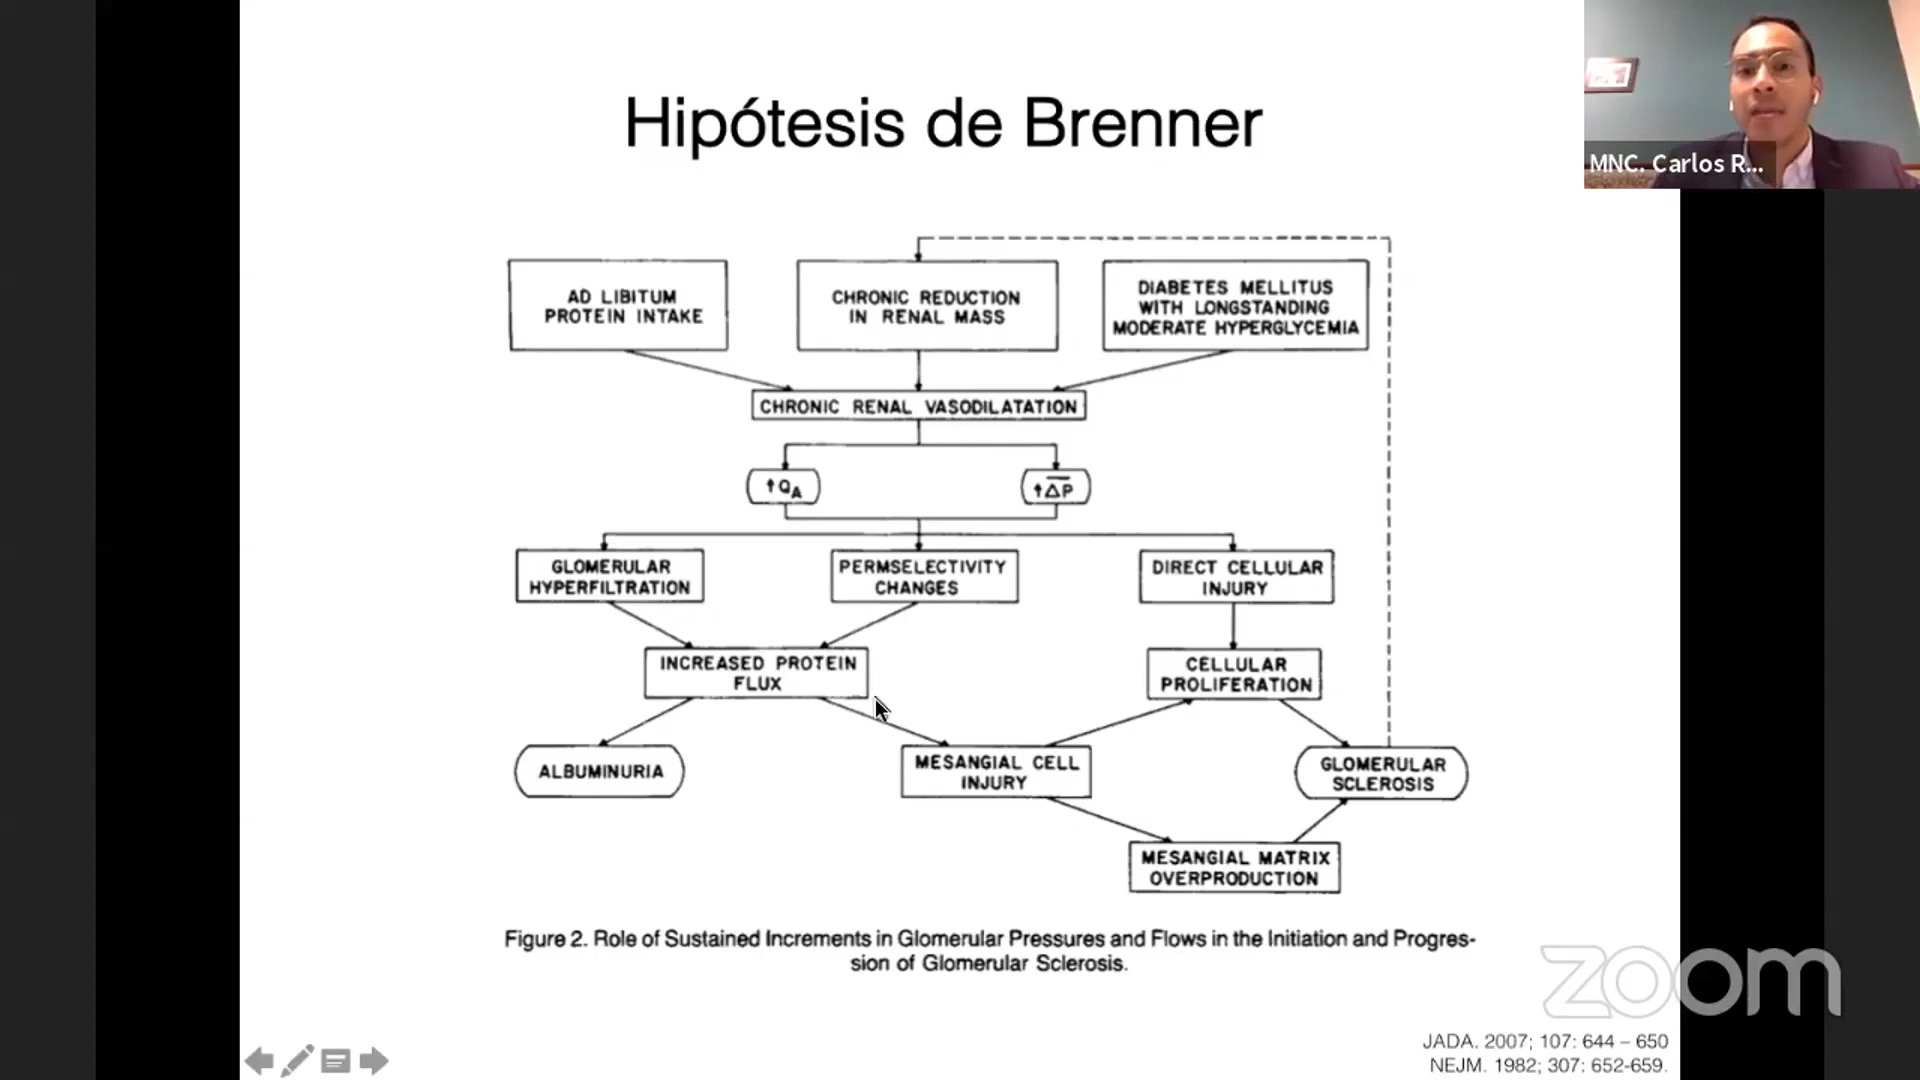 Hipótesis de Brenner
MNC. Carlos R...
AD LIBITUM
PROTEIN INTAKE
CHRONIC REDUCTION
IN RENAL MASS
DIABETES MELLITUS
WITH LONGSTANDING
MODERATE HYPERGLYCEMIA
CHRONIC RENAL VASODILATATION
↑QA
↑ΔP
GLOMERULAR
HYPERFILTRATION
PERMSELECTIVITY
CHANGES
DIRECT CELLULAR
INJURY
INCREASED PROTEIN
FLUX
CELLULAR
PROLIFERATION
ALBUMINURIA
MESANGIAL CELL
INJURY
GLOMERULAR
SCLEROSIS
MESANGIAL MATRIX
OVERPRODUCTION
Figure 2. Role of Sustained Increments in Glomerular Pressures and Flows in the Initiation and Progres-
sion of Glomerular Sclerosis.
zoom
JADA. 2007; 107: 644 – 650
NEJM. 1982; 307: 652-659.